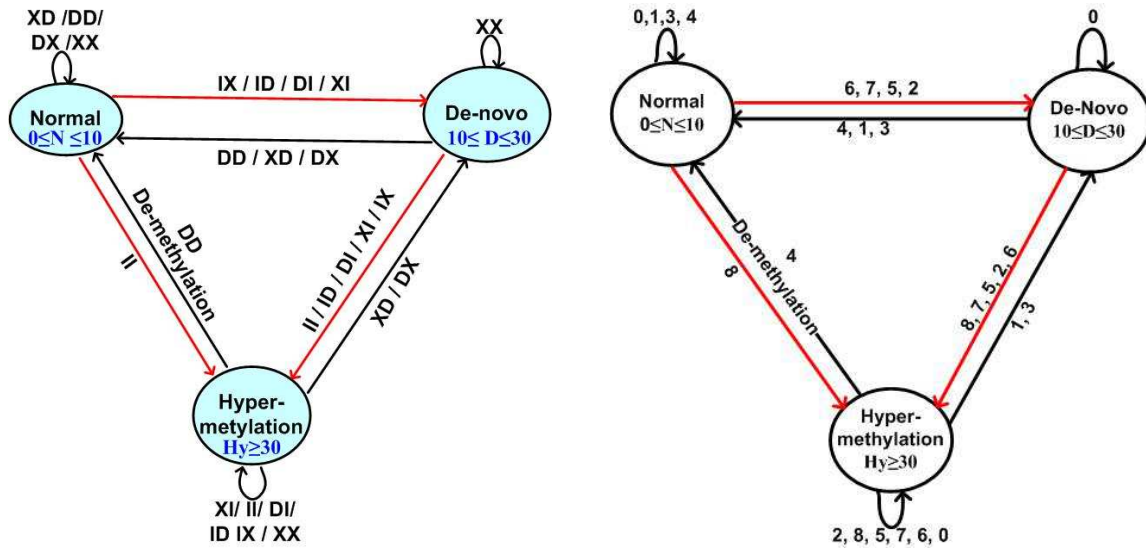 XD /DD/
DX /XX
XX
Normal
0≤N ≤10
IX / ID / DI / XI
De-novo
10≤ D≤30
DD / XD / DX
DD
De-methylation
II
II / ID / DI / XI / IX
XD / DX
Hyper-
metylation
Hy≥30
XI/ II/ DI/
ID IX / XX
0,1,3, 4
0
Normal
0≤N≤10
6, 7, 5, 2
De-Novo
10≤D≤30
4, 1, 3
4
De-methylation
8
8, 7, 5, 2, 6
1, 3
Hyper-
methylation
Hy≥30
2, 8, 5, 7, 6, 0